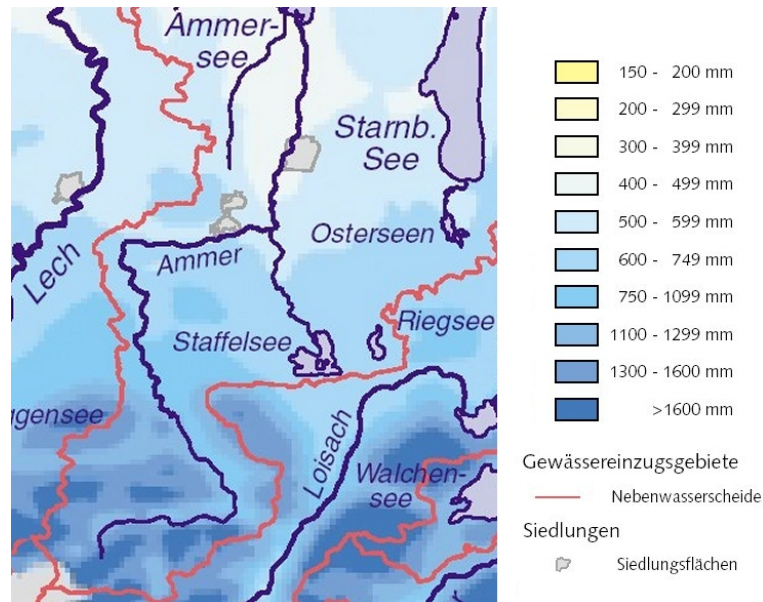 Ammer-
see
Starnb.
See
Osterseen
Lech
Ammer
Riegsee
Staffelsee
ggensee
Loisach
Walchen-
see
150 - 200 mm
200 - 299 mm
300 - 399 mm
400 - 499 mm
500 - 599 mm
600 - 749 mm
750 - 1099 mm
1100 - 1299 mm
1300 - 1600 mm
>1600 mm
Gewässereinzugsgebiete
Nebenwasserscheide
Siedlungen
Siedlungsflächen